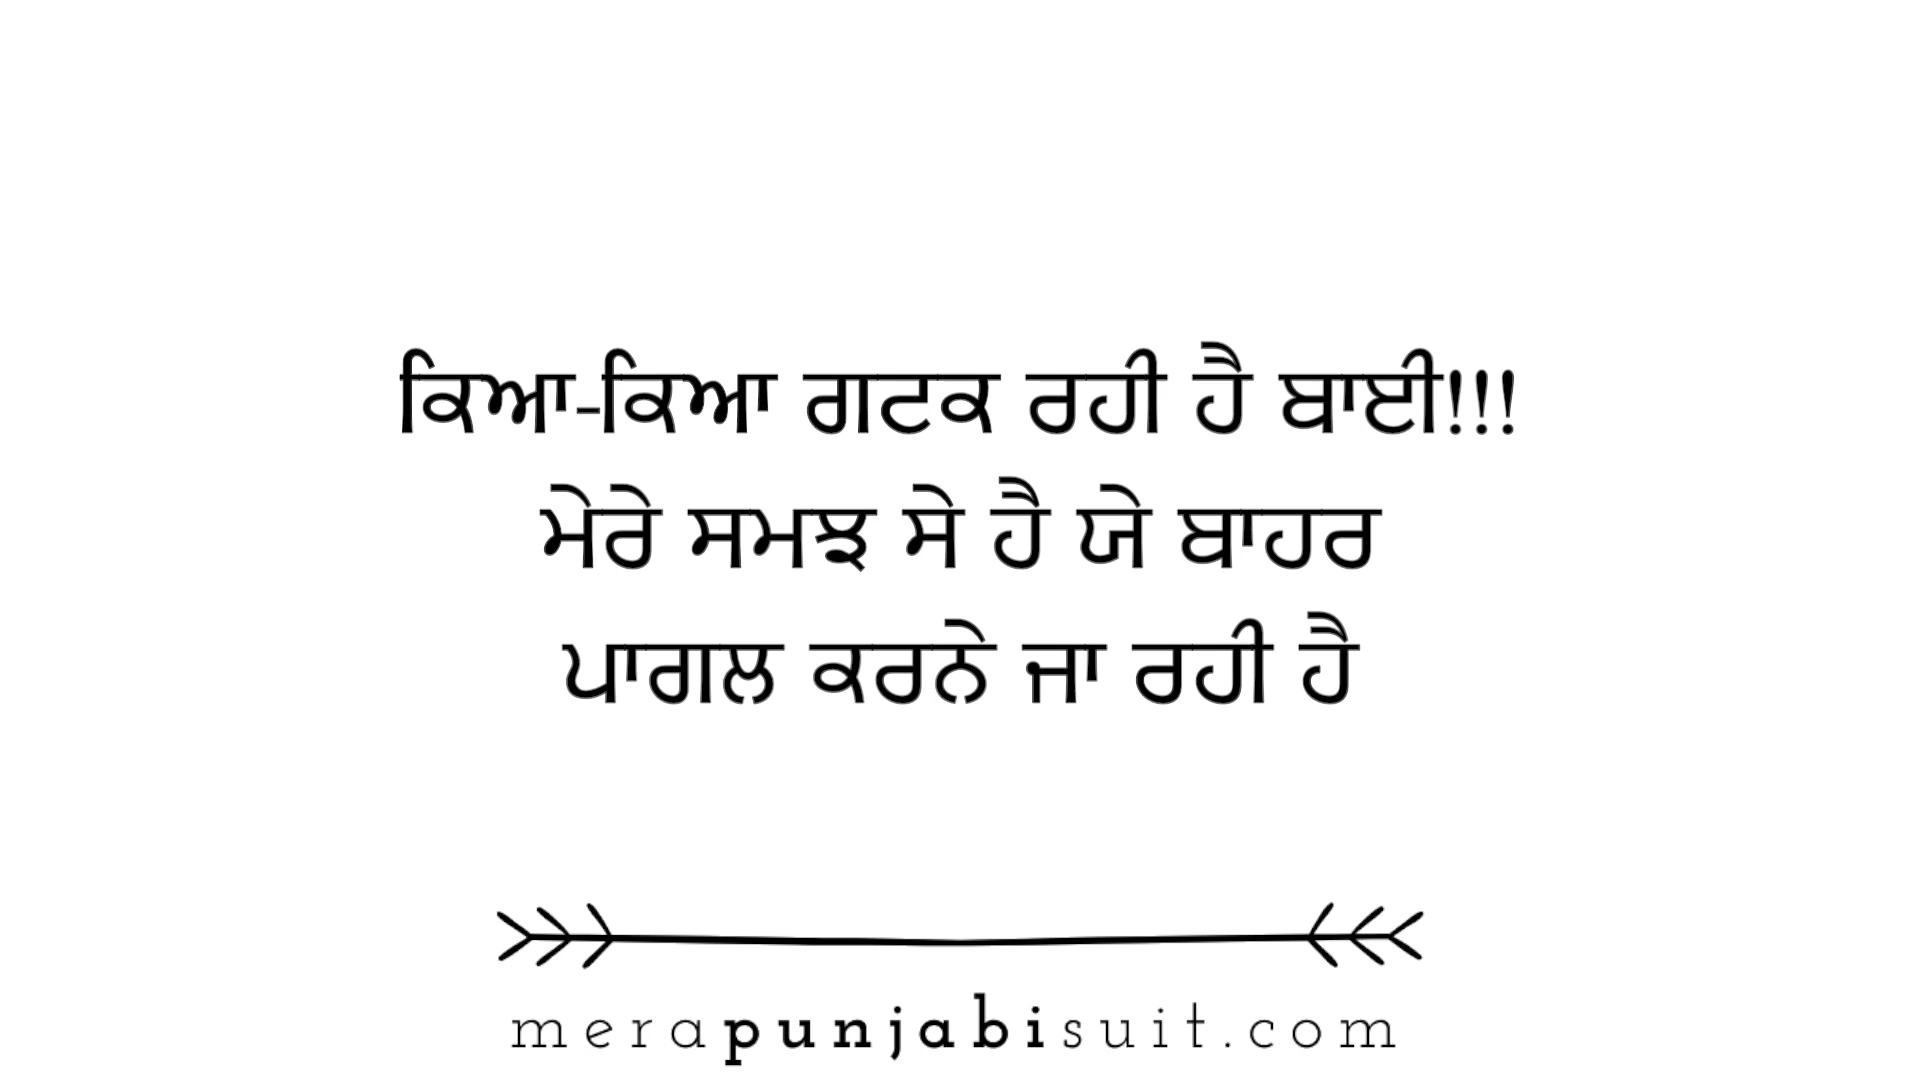 ਕਿਆ-ਕਿਆ ਗਟਕ ਰਹੀ ਹੈ ਬਾਈ!!!
ਮੇਰੇ ਸਮਝ ਸੇ ਹੈ ਯੇ ਬਾਹਰ
ਪਾਗਲ ਕਰਨੇ ਜਾ ਰਹੀ ਹੈ
merapunjabisuit.com